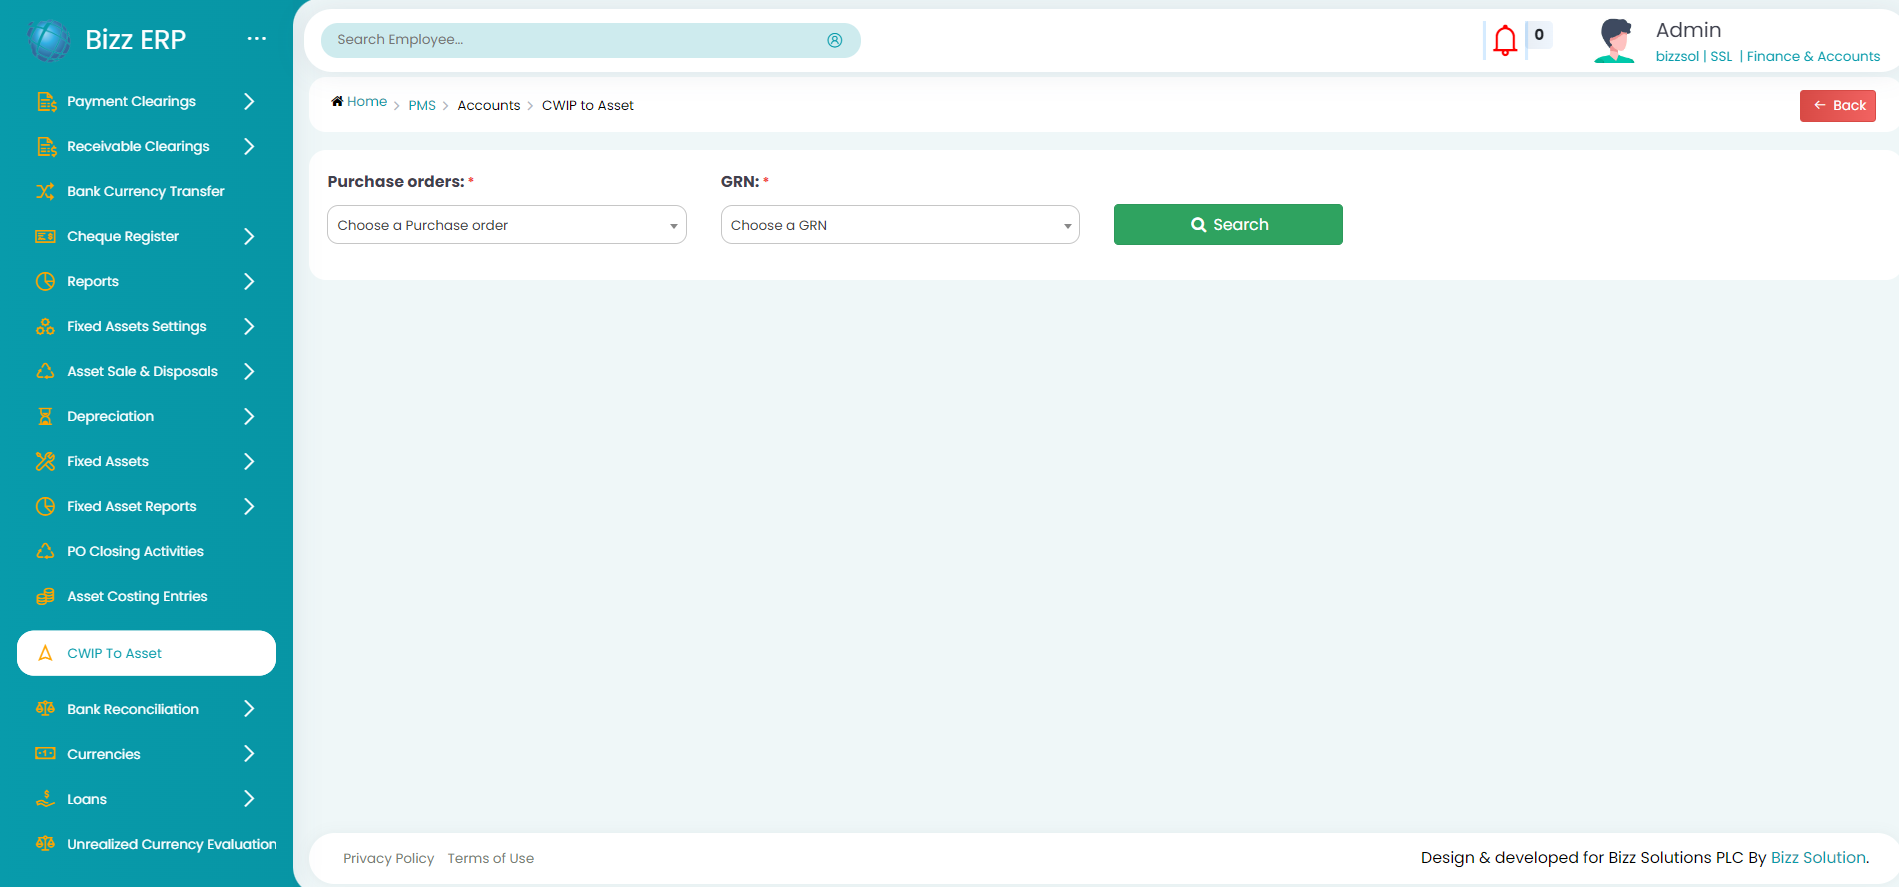 Bizz ERP
Payment Clearings
Receivable Clearings
Bank Currency Transfer
Cheque Register
Reports
Fixed Assets Settings
Asset Sale & Disposals
Depreciation
Fixed Assets
Fixed Asset Reports
PO Closing Activities
Asset Costing Entries
CWIP To Asset
Bank Reconciliation
Currencies
Loans
Unrealized Currency Evaluation
Search Employee...
0
Admin
bizzsol | SSL | Finance & Accounts
Home > PMS > Accounts > CWIP to Asset
← Back
Purchase orders: *
Choose a Purchase order
GRN: *
Choose a GRN
Search
Privacy Policy Terms of Use
Design & developed for Bizz Solutions PLC By Bizz Solution.